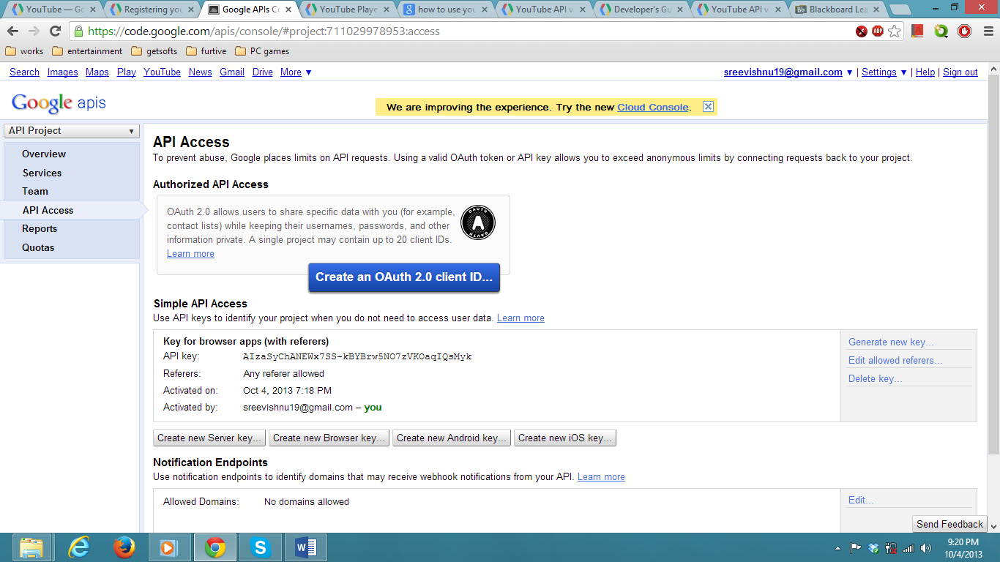 YouTube — Go
Registering you
Google APIs Co
YouTube Playe
how to use you
YouTube API v
Developer's Gu
YouTube API v
Blackboard Lea
https://code.google.com/apis/console/#project:711029978953:access
works entertainment getsofts furtive PC games
Search Images Maps Play YouTube News Gmail Drive More ▼
sreevishnu19@gmail.com ▼ | Settings ▼ | Help | Sign out
Google apis
We are improving the experience. Try the new Cloud Console.
API Project
Overview
Services
Team
API Access
Reports
Quotas
API Access
To prevent abuse, Google places limits on API requests. Using a valid OAuth token or API key allows you to exceed anonymous limits by connecting requests back to your project.
Authorized API Access
OAuth 2.0 allows users to share specific data with you (for example,
contact lists) while keeping their usernames, passwords, and other
information private. A single project may contain up to 20 client IDs.
Learn more
OAUTH
A
OAUTH
Create an OAuth 2.0 client ID...
Simple API Access
Use API keys to identify your project when you do not need to access user data. Learn more
Key for browser apps (with referers)
API key: AIzaSyChANEWx7SS-kBYBrw5NO7zVKOaqIQsMyk
Referers: Any referer allowed
Activated on: Oct 4, 2013 7:18 PM
Activated by: sreevishnu19@gmail.com – you
Generate new key...
Edit allowed referers...
Delete key...
Create new Server key... Create new Browser key... Create new Android key... Create new iOS key...
Notification Endpoints
Use notification endpoints to identify domains that may receive webhook notifications from your API. Learn more
Allowed Domains: No domains allowed
Edit...
Send Feedback
9:20 PM
10/4/2013